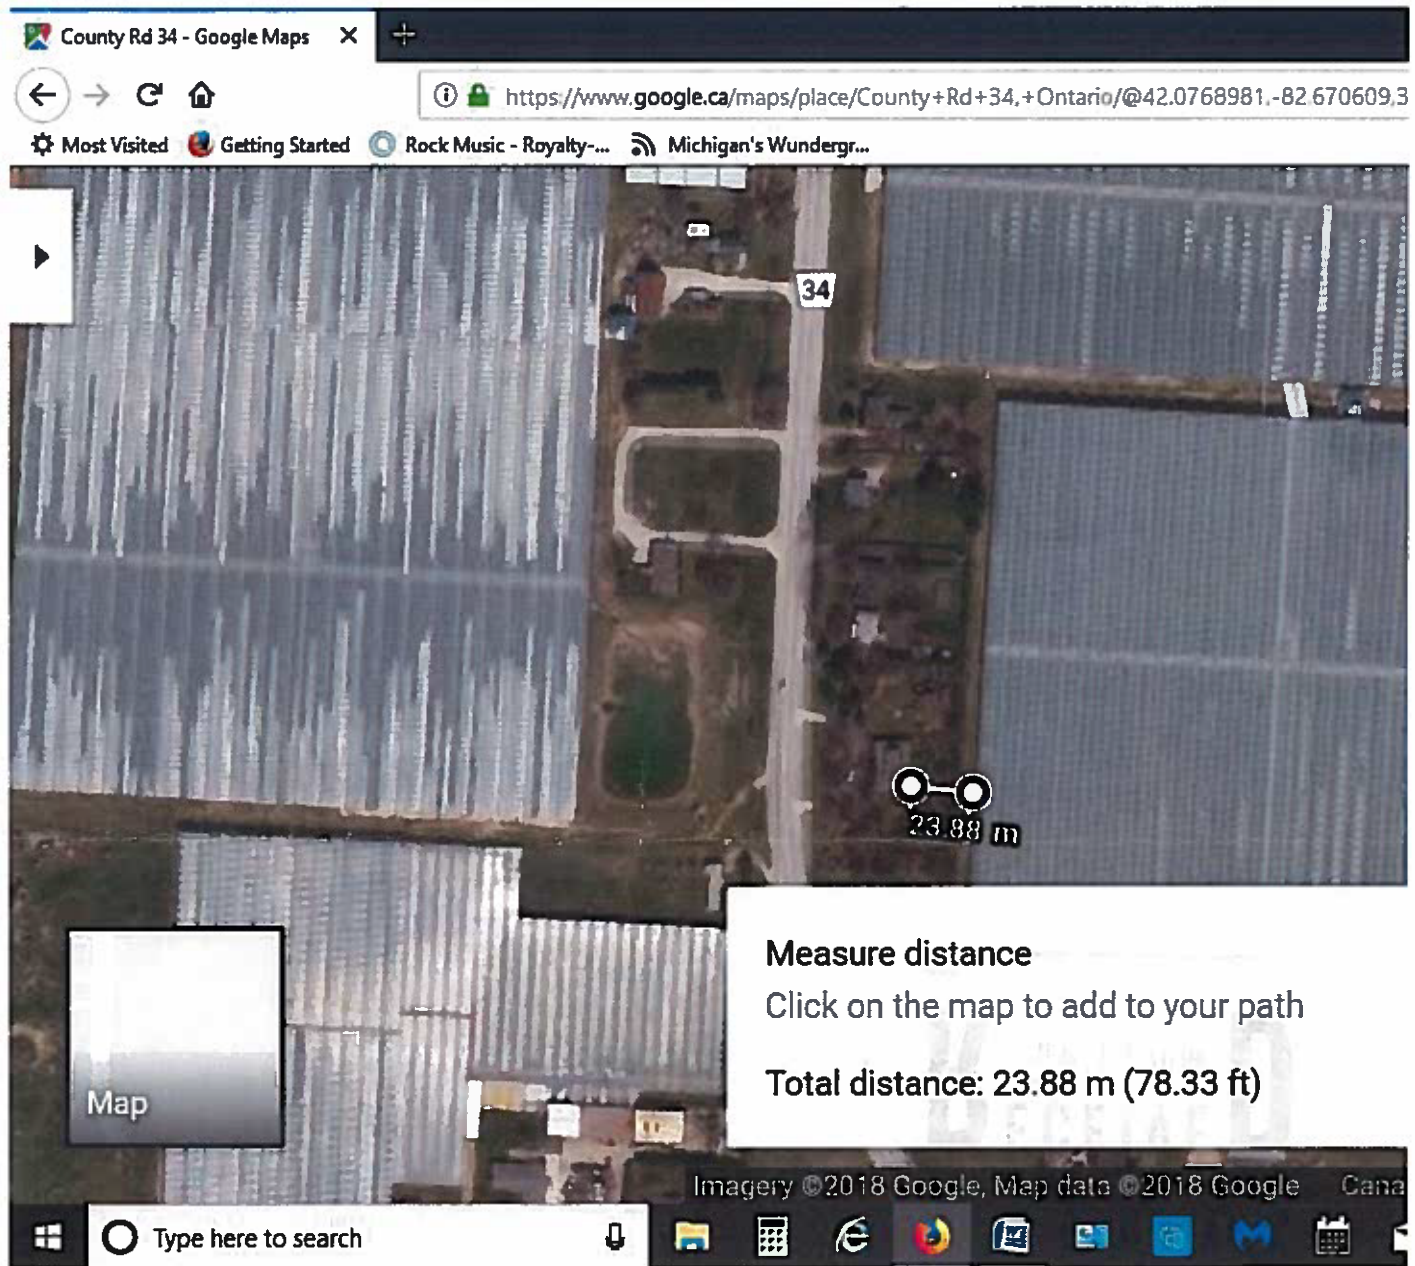 County Rd 34 - Google Maps
https://www.google.ca/maps/place/County+Rd+34,+Ontario/@42.0768981,-82.670609,3
Most Visited Getting Started Rock Music - Royalty-... Michigan's Wundergr...
34
23.88 m
Measure distance
Click on the map to add to your path
Total distance: 23.88 m (78.33 ft)
Map
Imagery ©2018 Google, Map data ©2018 Google Cana
Type here to search